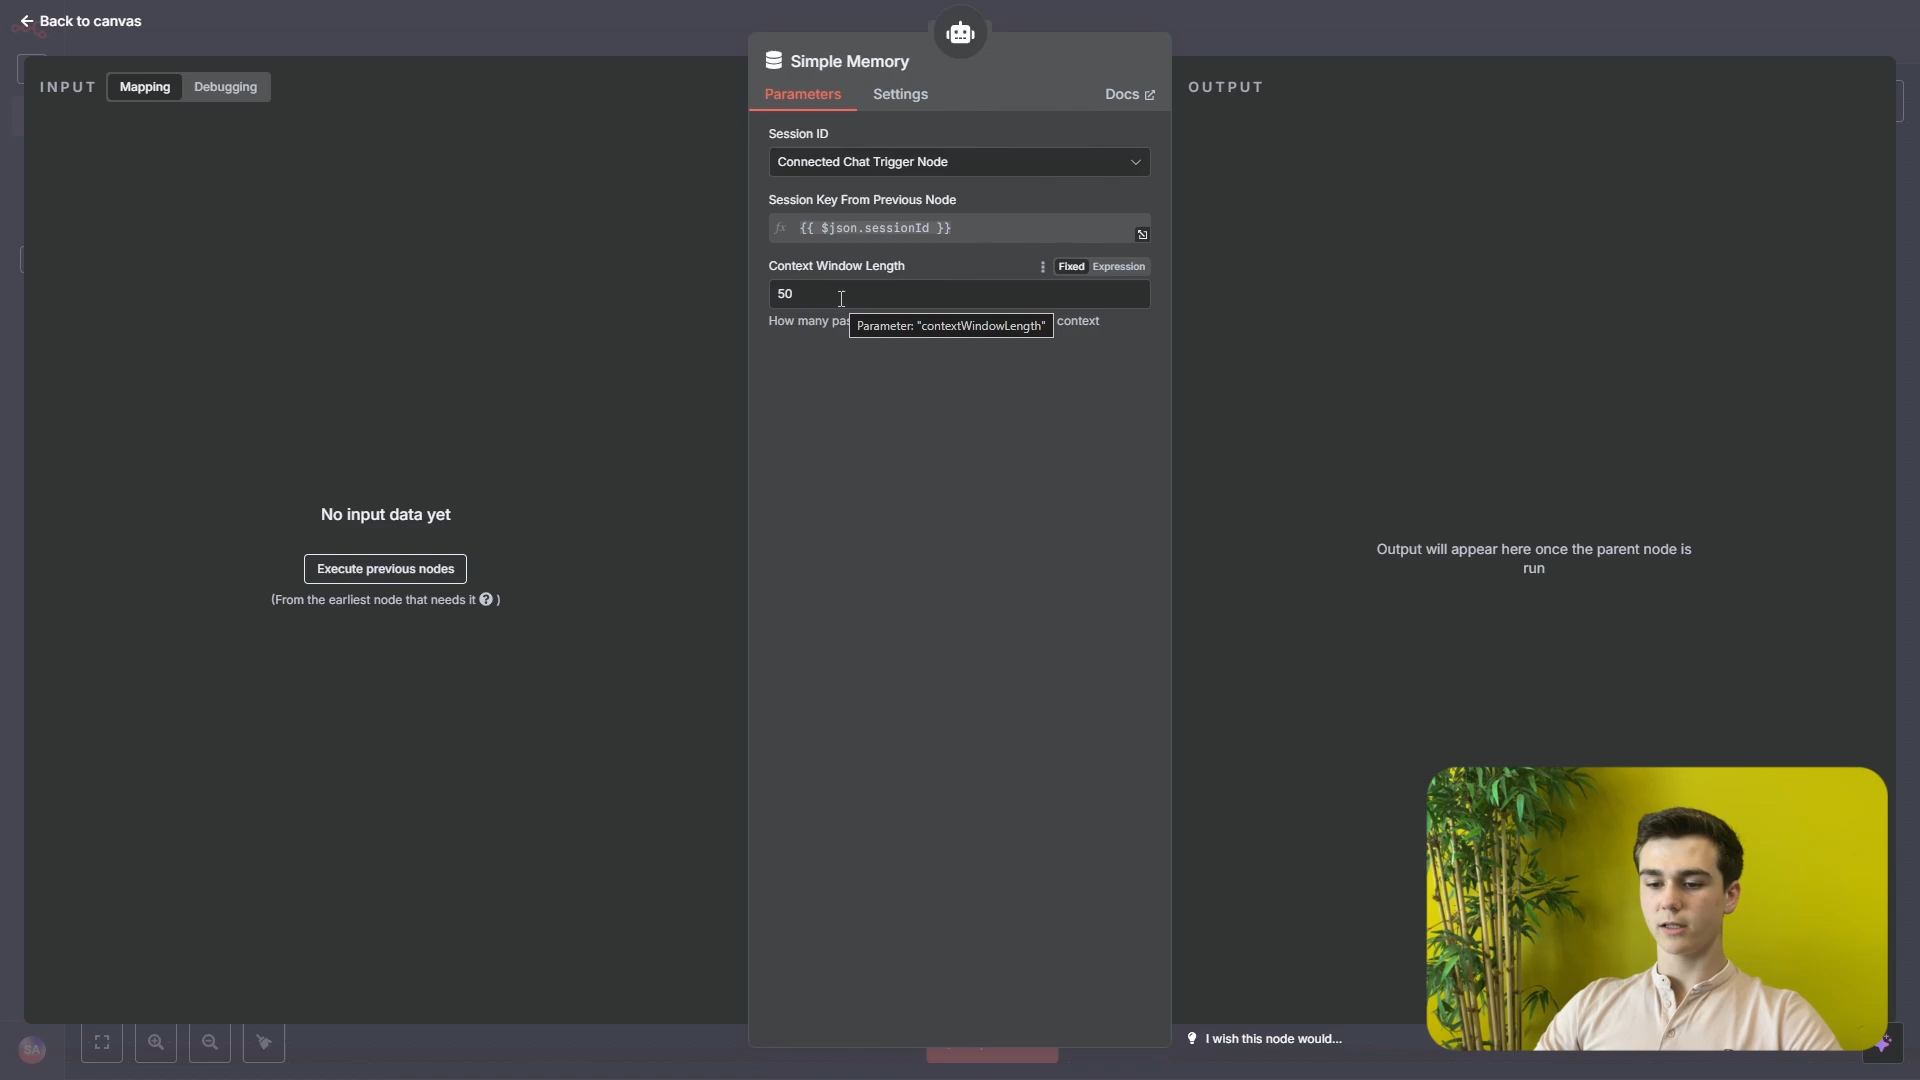 Back to canvas
INPUT
Mapping
Debugging
Simple Memory
Parameters
Settings
Docs
OUTPUT
Session ID
Connected Chat Trigger Node
Session Key From Previous Node
fx {{ $json.sessionId }}
Context Window Length
Fixed
Expression
50
How many pas
context
Parameter: "contextWindowLength"
No input data yet
Execute previous nodes
(From the earliest node that needs it ? )
Output will appear here once the parent node is
run
I wish this node would...
SA